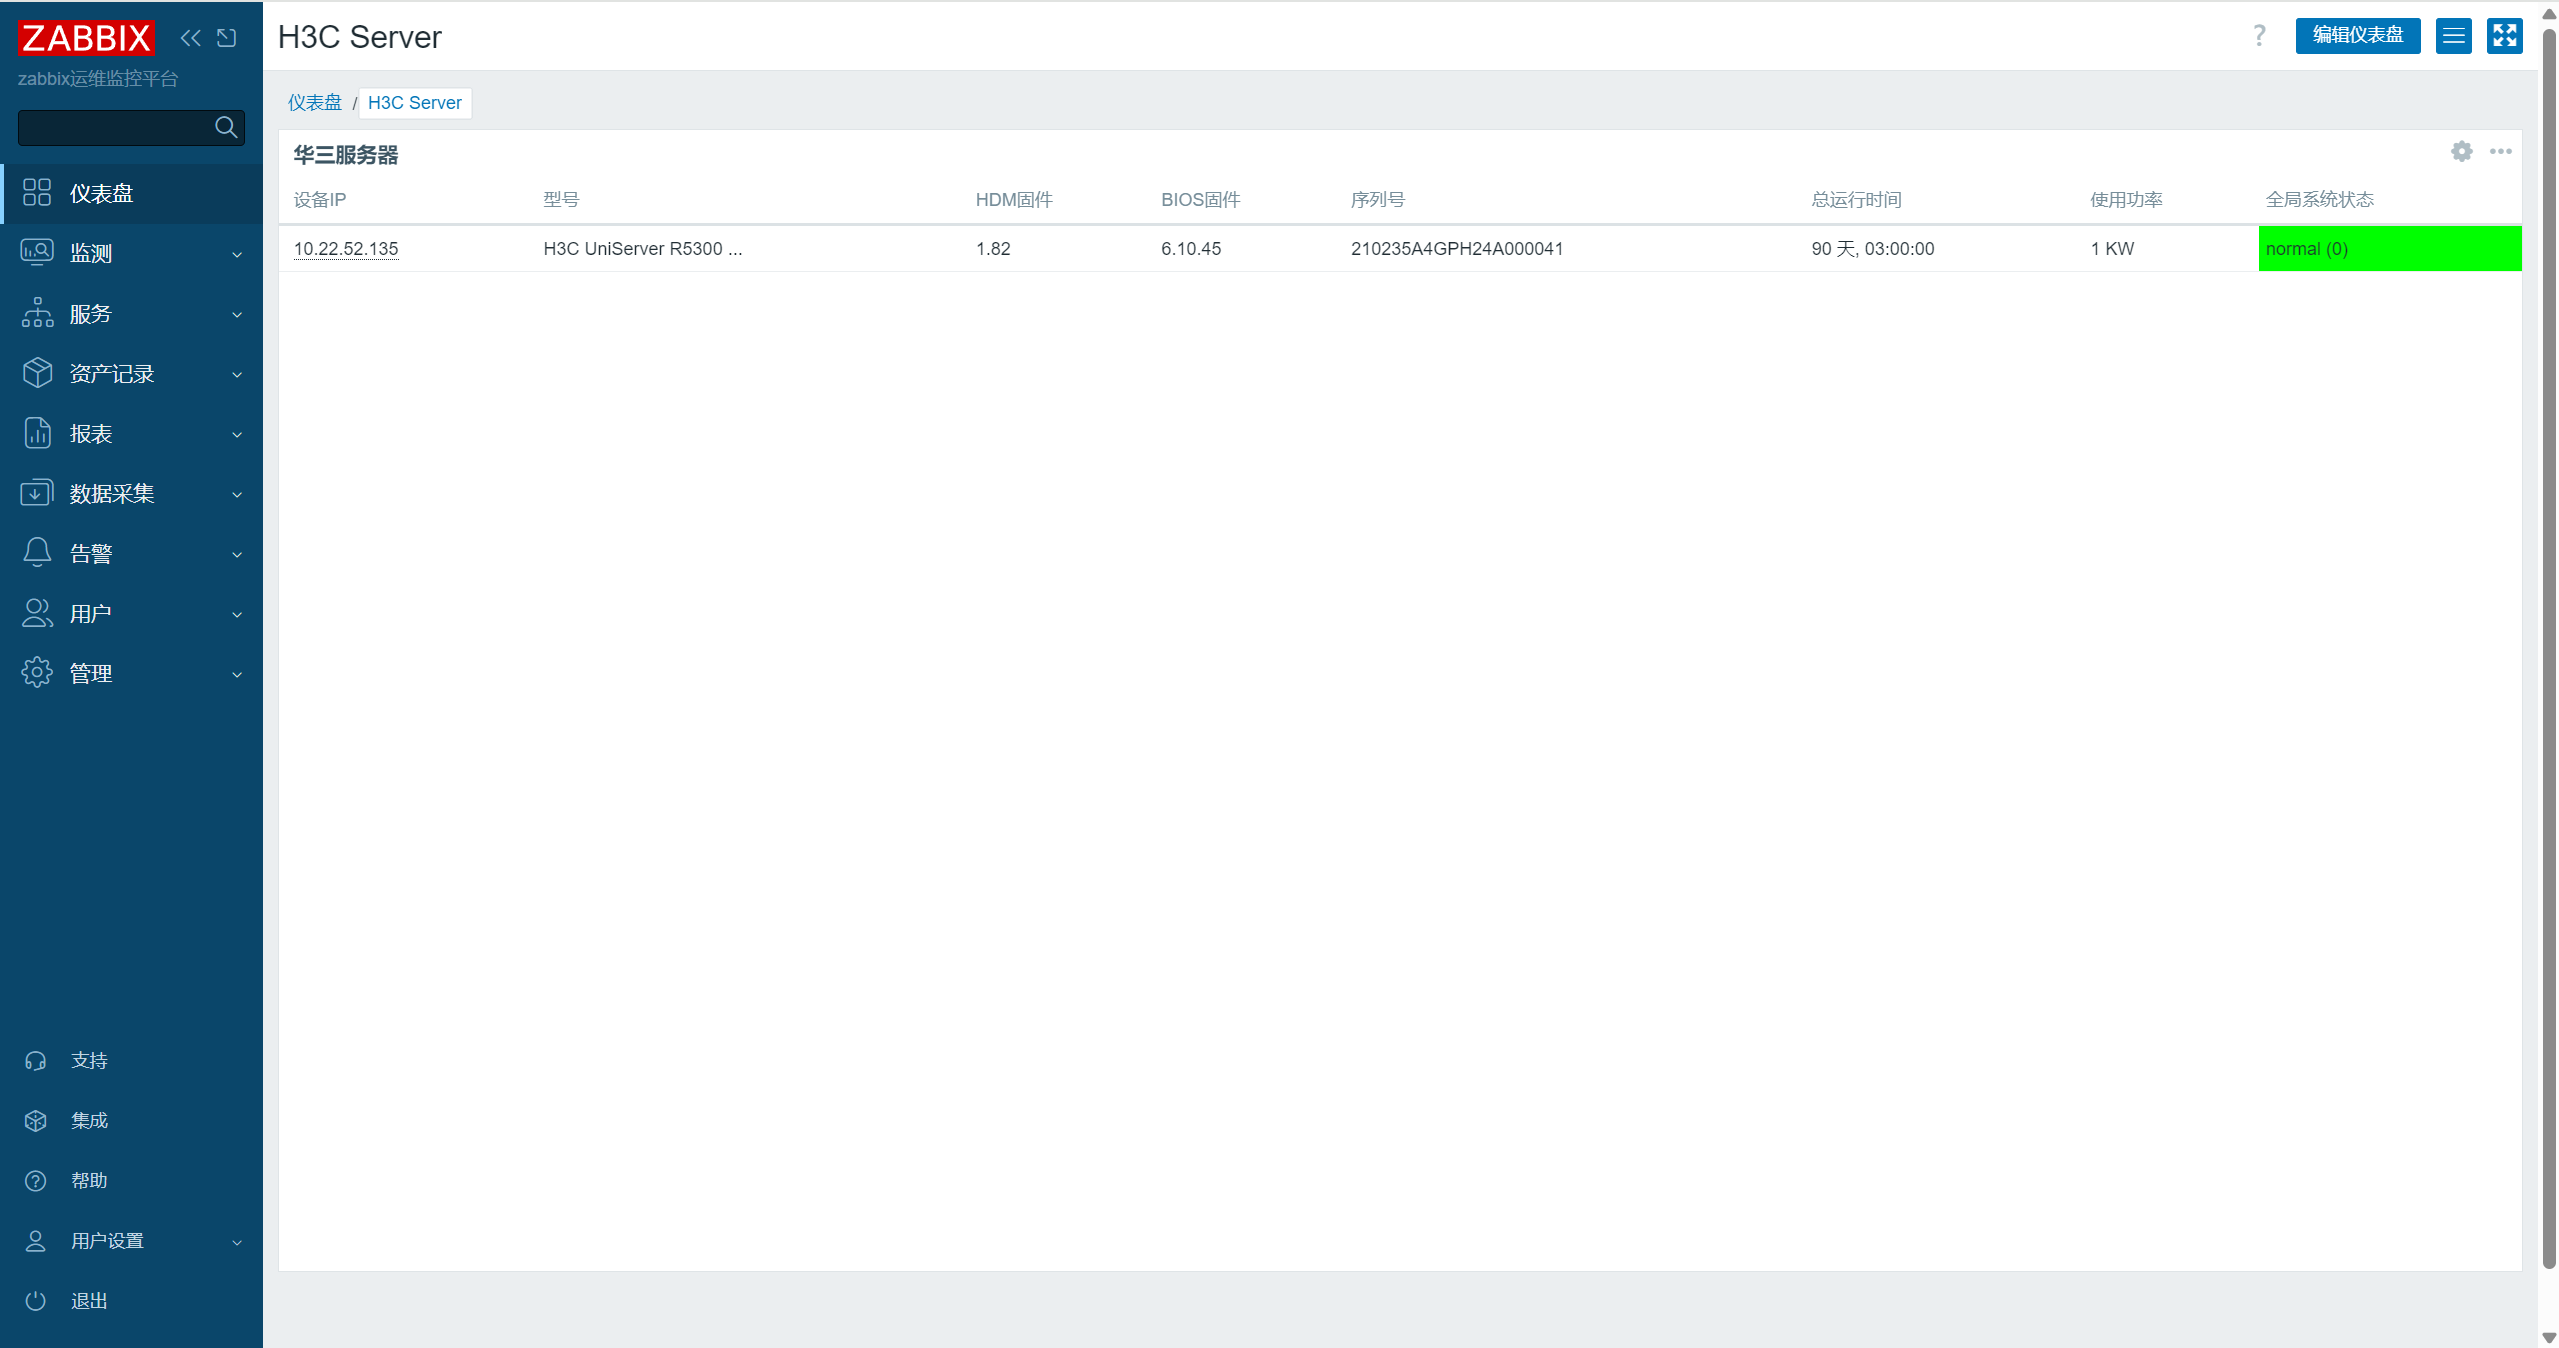 ZABBIX
zabbix运维监控平台
仪表盘
监测
服务
资产记录
报表
数据采集
告警
用户
管理
支持
集成
帮助
用户设置
退出
H3C Server
? 编辑仪表盘
仪表盘 / H3C Server
华三服务器
设备IP 型号 HDM固件 BIOS固件 序列号 总运行时间 使用功率 全局系统状态
10.22.52.135 H3C UniServer R5300 ... 1.82 6.10.45 210235A4GPH24A000041 90 天, 03:00:00 1 KW normal (0)